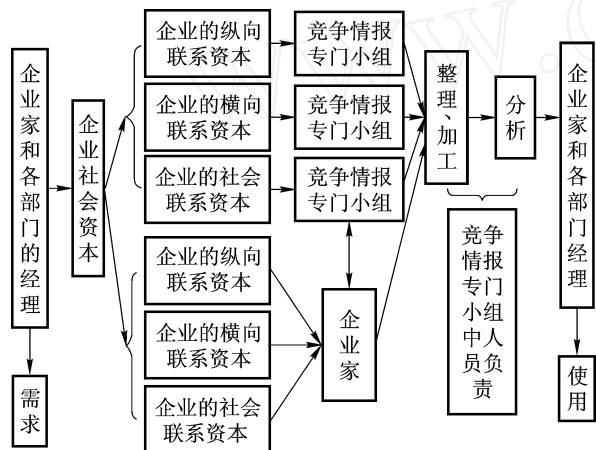 企业家和各部门的经理
需求
企业社会资本
企业的纵向
联系资本
企业的横向
联系资本
企业的社会
联系资本
企业的纵向
联系资本
企业的横向
联系资本
企业的社会
联系资本
竞争情报
专门小组
竞争情报
专门小组
竞争情报
专门小组
企业家
整理、加工
分析
竞争
情报
专门
小组
中人
员负
责
企业家和各部门经理
使用